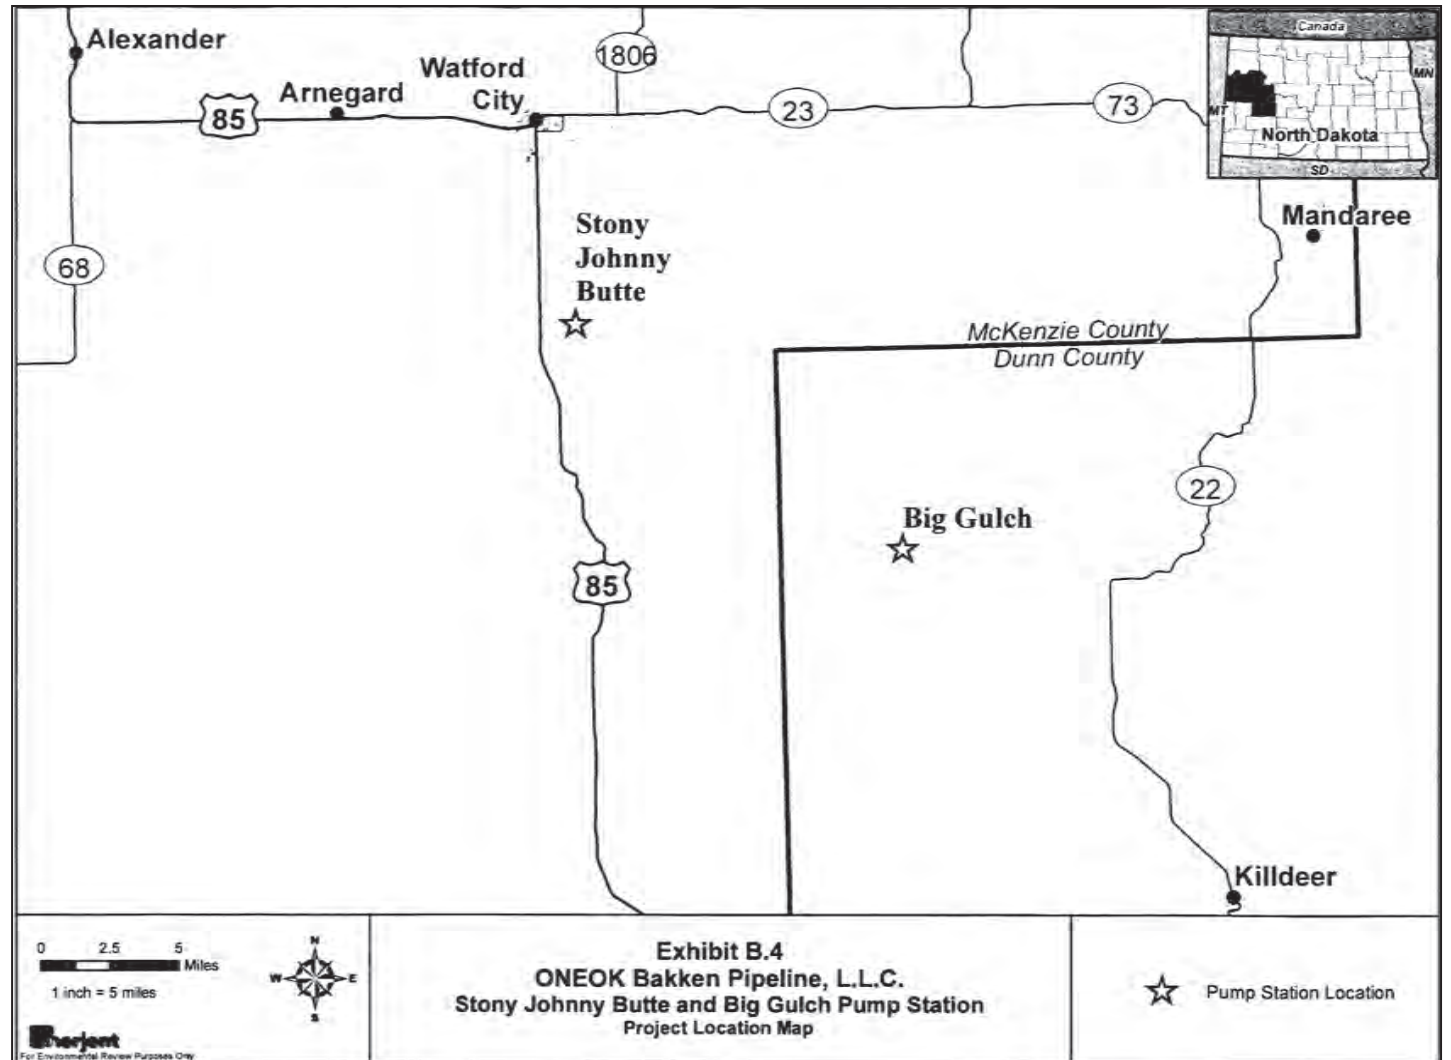 Alexander
Arnegard
Watford
City
1806
85
23
73
68
Canada
MN
MT
North Dakota
SD
Mandaree
Stony
Johnny
Butte
McKenzie County
Dunn County
22
Big Gulch
85
Killdeer
0 2.5 5
Miles
1 inch = 5 miles
N
W E
S
For Environmental Review Purposes Only
Exhibit B.4
ONEOK Bakken Pipeline, L.L.C.
Stony Johnny Butte and Big Gulch Pump Station
Project Location Map
Pump Station Location